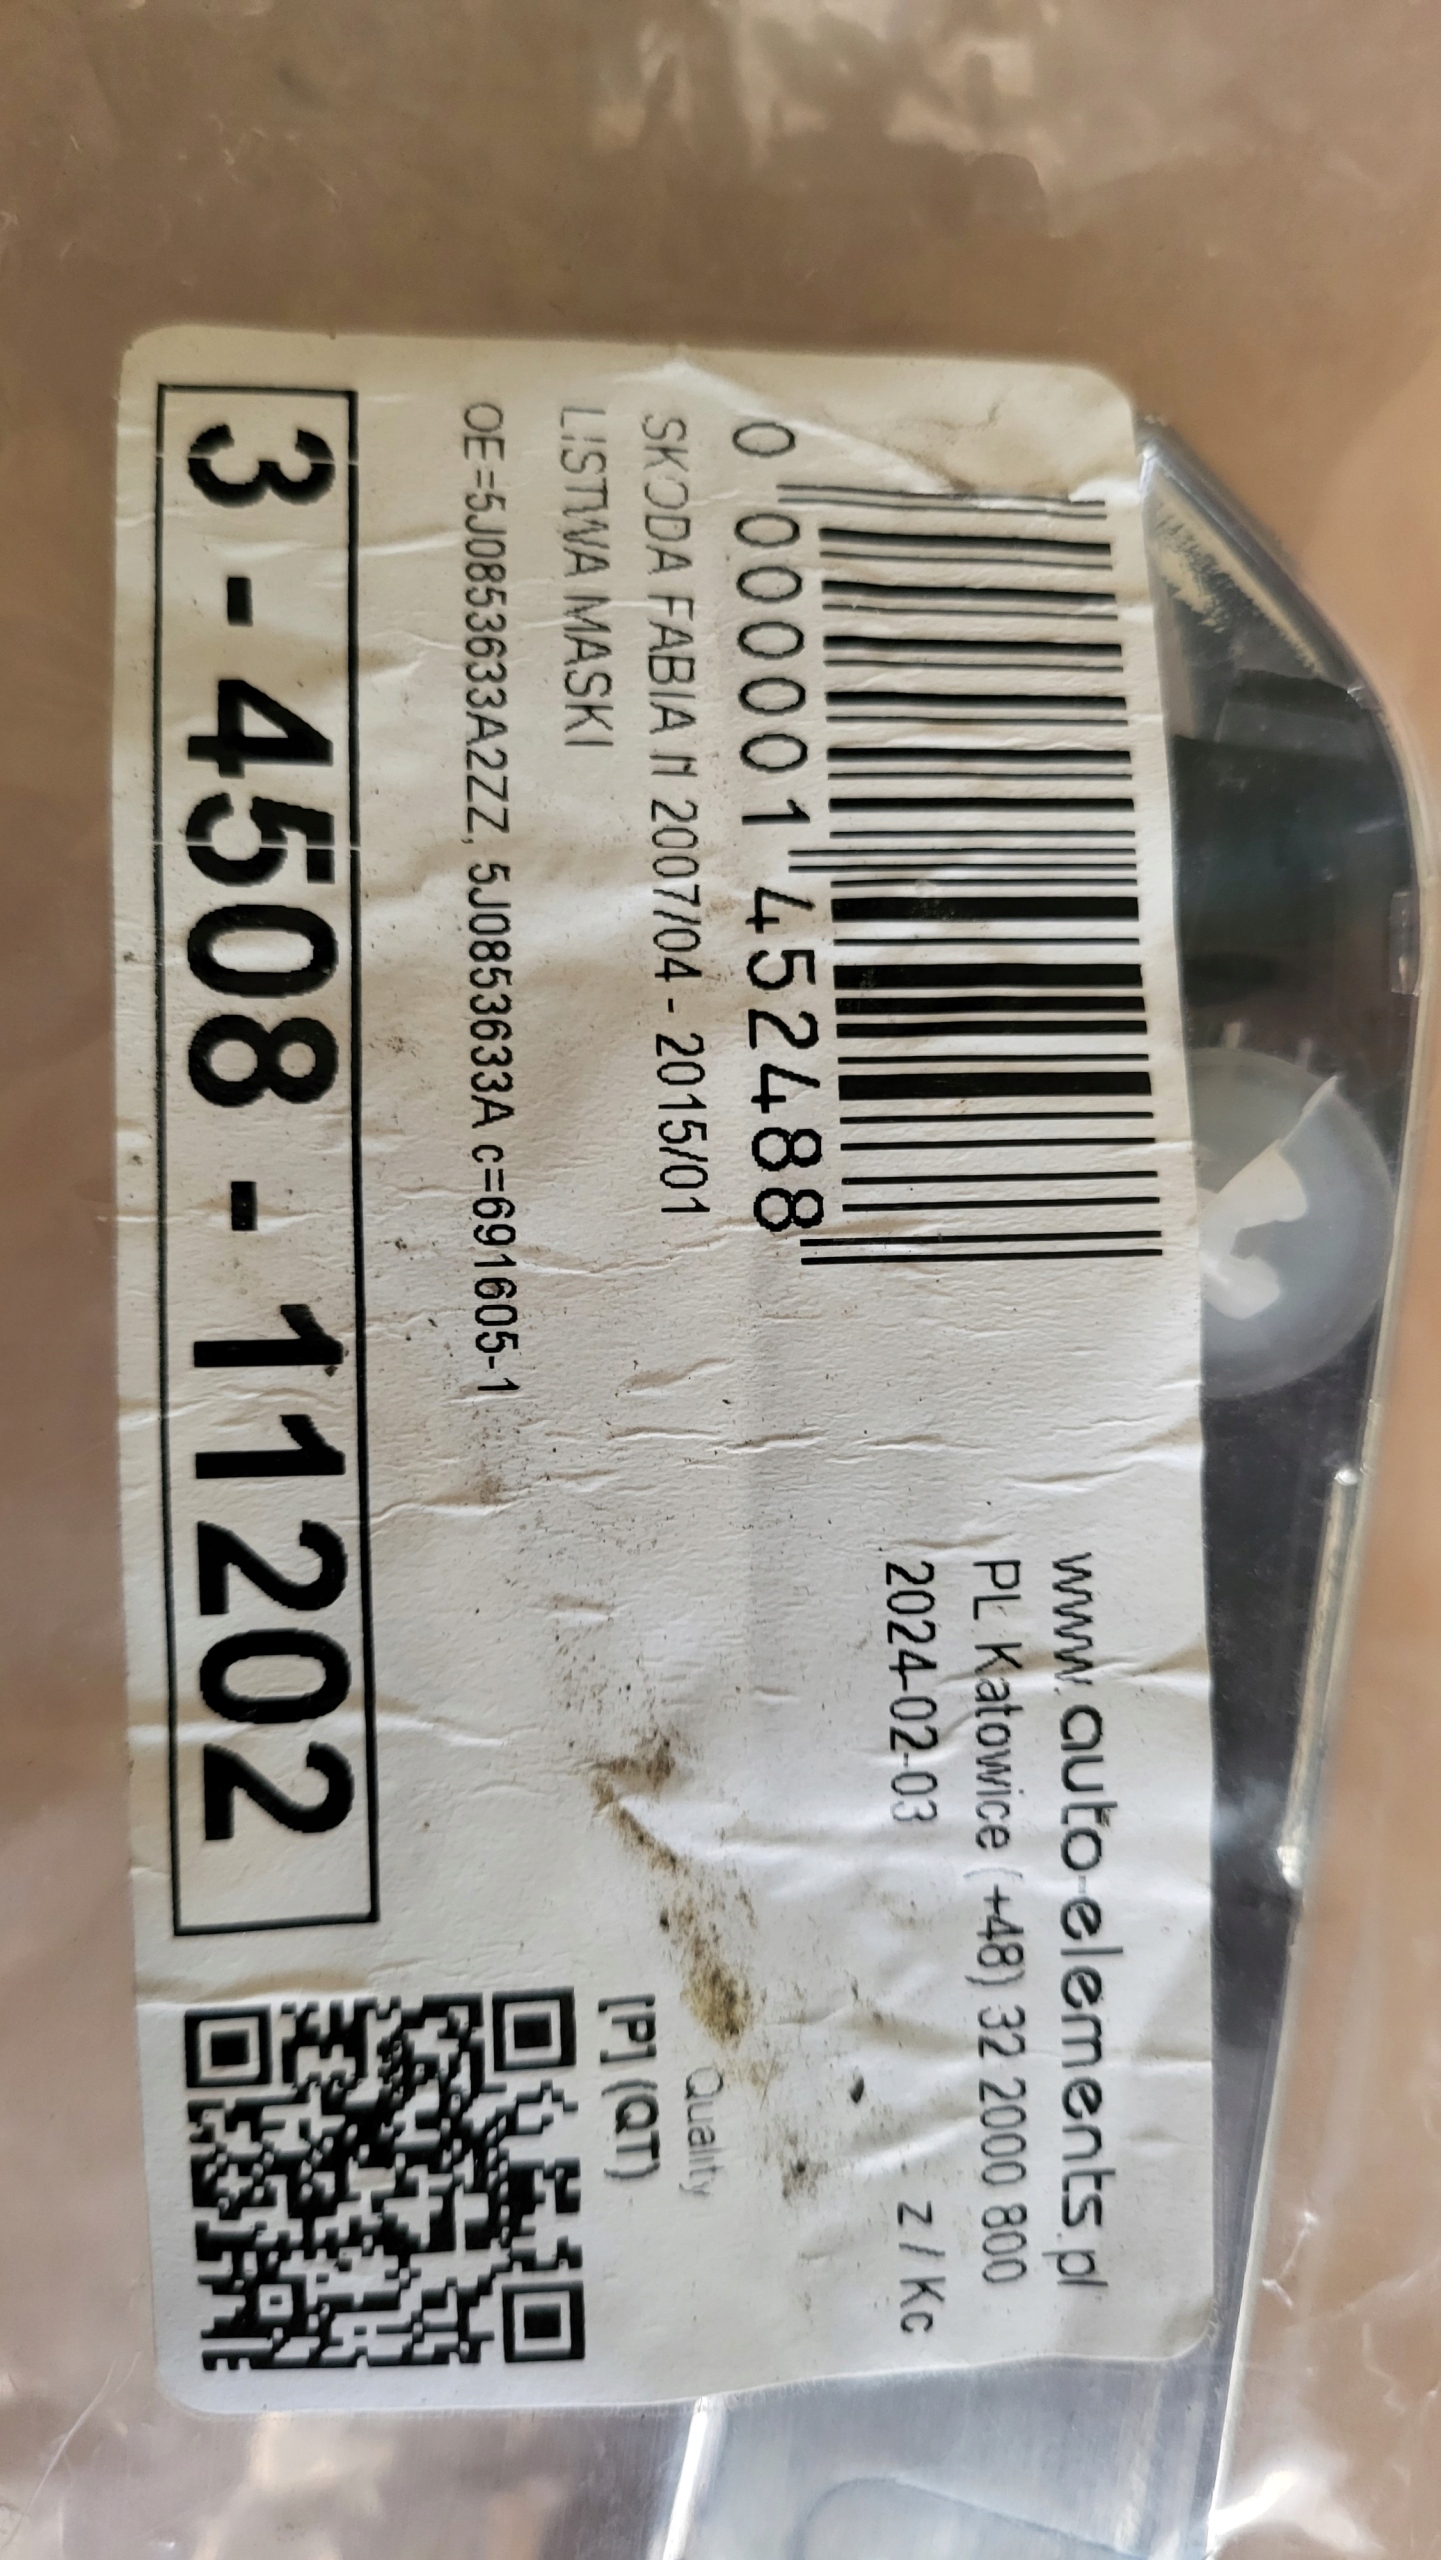 www.auto-elements.pl
PL Katowice (+48) 32 2000 800
2024-02-03 z / Kc
0 000001 452488
SKODA FABIA II 2007/04 - 2015/01
LISTWA MASKI
OE=5J0853633A2ZZ, 5J0853633A c=691605-1
Quality
[P] (QT)
3 - 4508 - 11202